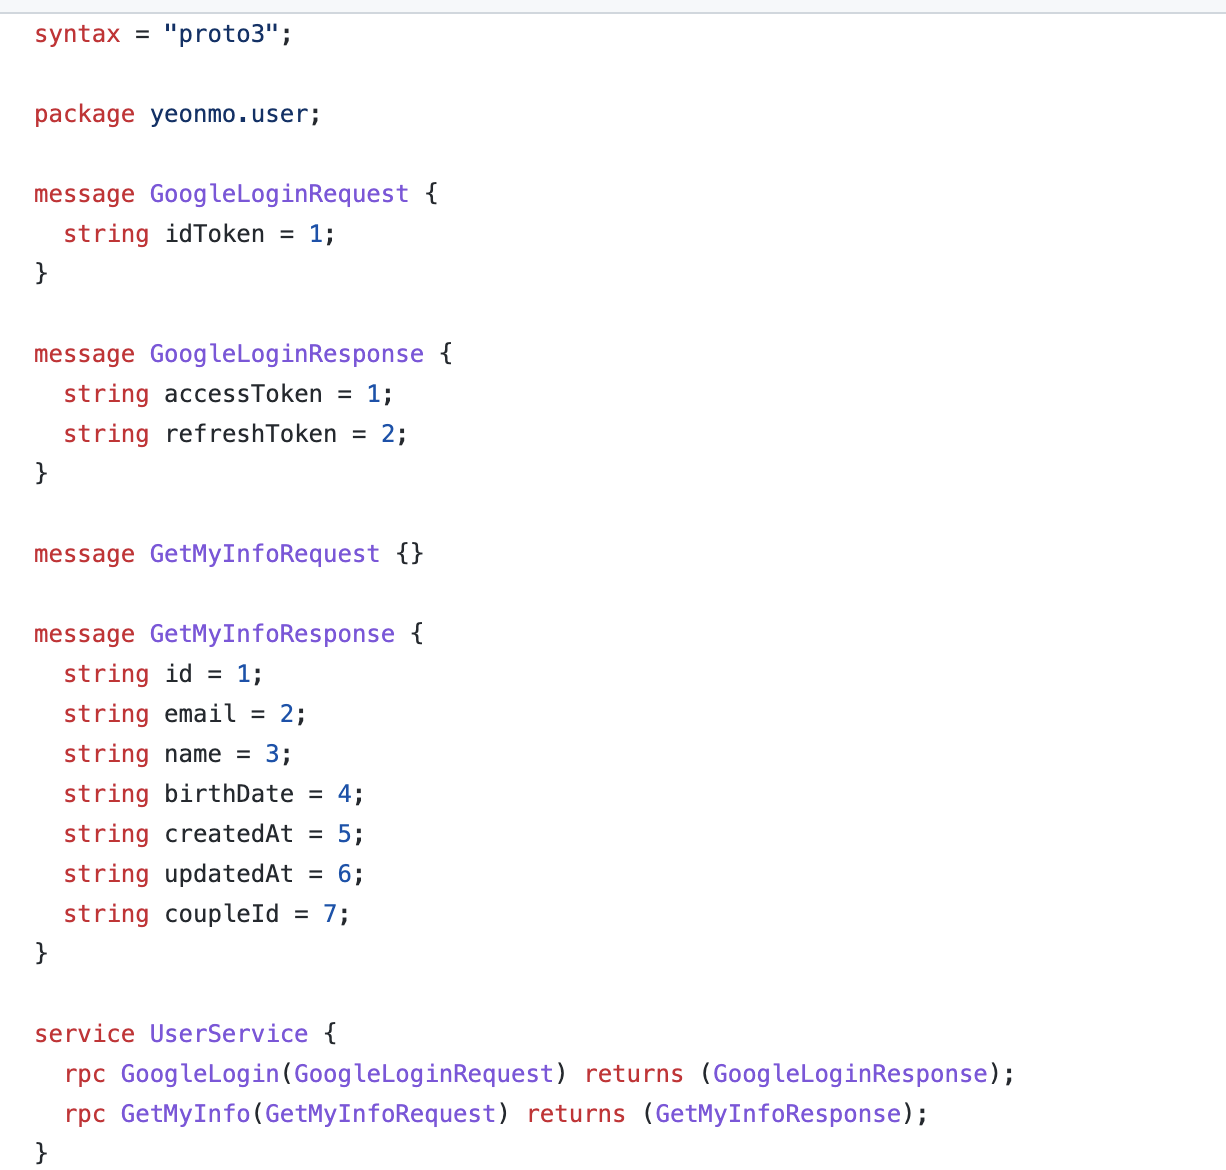 syntax = "proto3";
package yeonmo.user;
message GoogleLoginRequest {
  string idToken = 1;
}
message GoogleLoginResponse {
  string accessToken = 1;
  string refreshToken = 2;
}
message GetMyInfoRequest {}
message GetMyInfoResponse {
  string id = 1;
  string email = 2;
  string name = 3;
  string birthDate = 4;
  string createdAt = 5;
  string updatedAt = 6;
  string coupleId = 7;
}
service UserService {
  rpc GoogleLogin(GoogleLoginRequest) returns (GoogleLoginResponse);
  rpc GetMyInfo(GetMyInfoRequest) returns (GetMyInfoResponse);
}